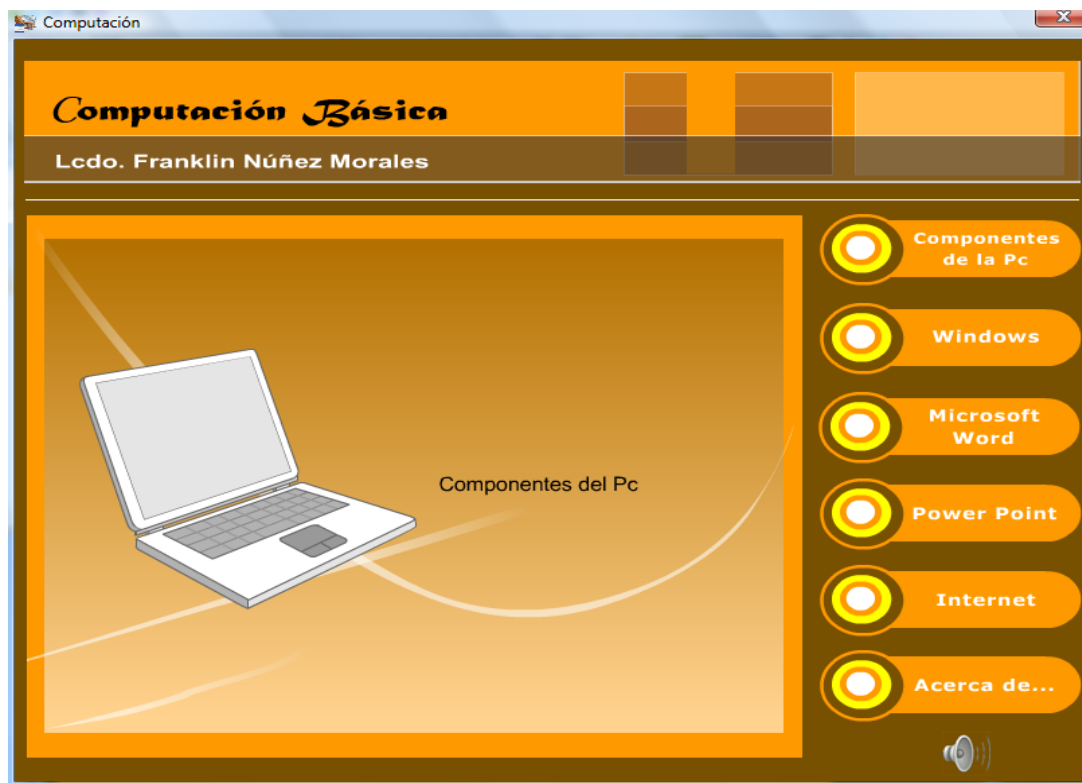 Computación
Computación Básica
Lcdo. Franklin Núñez Morales
Componentes
de la Pc
Windows
Microsoft
Word
Componentes del Pc
Power Point
Internet
Acerca de...